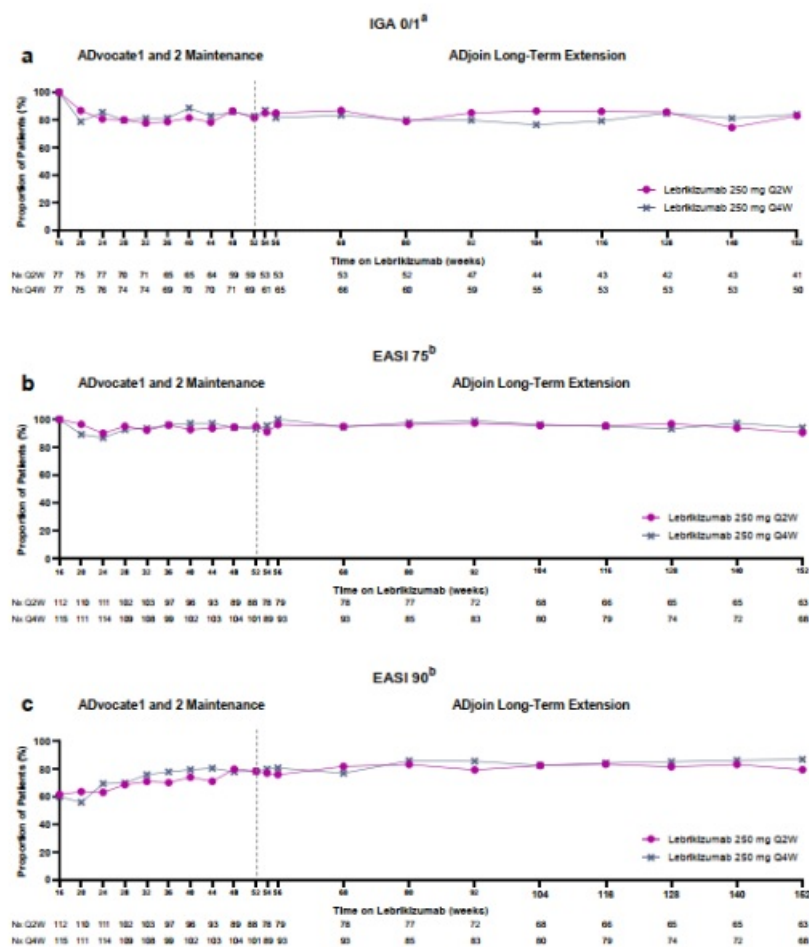 IGA 0/1a
a
ADvocate1 and 2 Maintenance ADjoin Long-Term Extension
Proportion of Patients (%)
100
80
60
40
20
0
Lebrikizumab 250 mg Q2W
Lebrikizumab 250 mg Q4W
16 20 24 28 32 36 40 44 48 52 54 56 68 80 92 104 116 128 140 152
Time on Lebrikizumab (weeks)
Nx Q2W 77 75 77 70 71 65 65 64 59 59 53 53 53 52 47 44 43 42 43 41
Nx Q4W 77 75 76 74 74 69 70 70 71 69 61 65 66 60 59 55 53 53 53 50
EASI 75b
b
ADvocate1 and 2 Maintenance ADjoin Long-Term Extension
Proportion of Patients (%)
100
80
60
40
20
0
Lebrikizumab 250 mg Q2W
Lebrikizumab 250 mg Q4W
16 20 24 28 32 36 40 44 48 52 54 56 68 80 92 104 116 128 140 152
Time on Lebrikizumab (weeks)
Nx Q2W 112 110 111 102 103 97 96 93 89 88 78 79 78 77 72 68 66 65 65 63
Nx Q4W 115 111 114 109 108 99 102 103 104 101 89 93 93 85 83 80 79 74 72 68
EASI 90b
c
ADvocate1 and 2 Maintenance ADjoin Long-Term Extension
Proportion of Patients (%)
100
80
60
40
20
0
Lebrikizumab 250 mg Q2W
Lebrikizumab 250 mg Q4W
16 20 24 28 32 36 40 44 48 52 54 56 68 80 92 104 116 128 140 152
Time on Lebrikizumab (weeks)
Nx Q2W 112 110 111 102 103 97 96 93 89 88 78 79 78 77 72 68 66 65 65 63
Nx Q4W 115 111 114 109 108 99 102 103 104 101 89 93 93 85 83 80 79 74 72 68